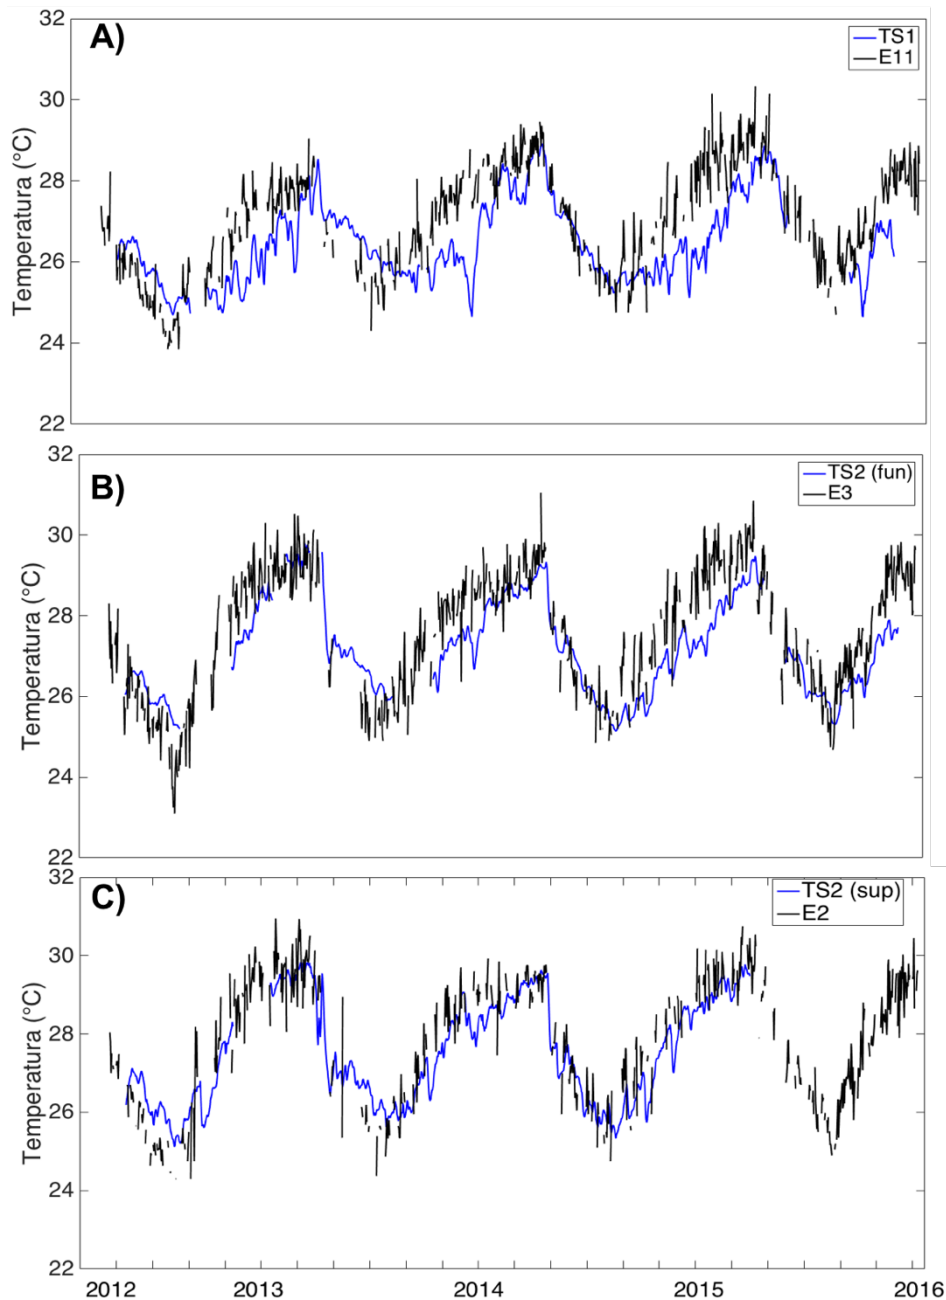 A)
TS1
E11
Temperatura (°C)
32
30
28
26
24
22
B)
TS2 (fun)
E3
Temperatura (°C)
32
30
28
26
24
22
C)
TS2 (sup)
E2
Temperatura (°C)
32
30
28
26
24
22
2012 2013 2014 2015 2016